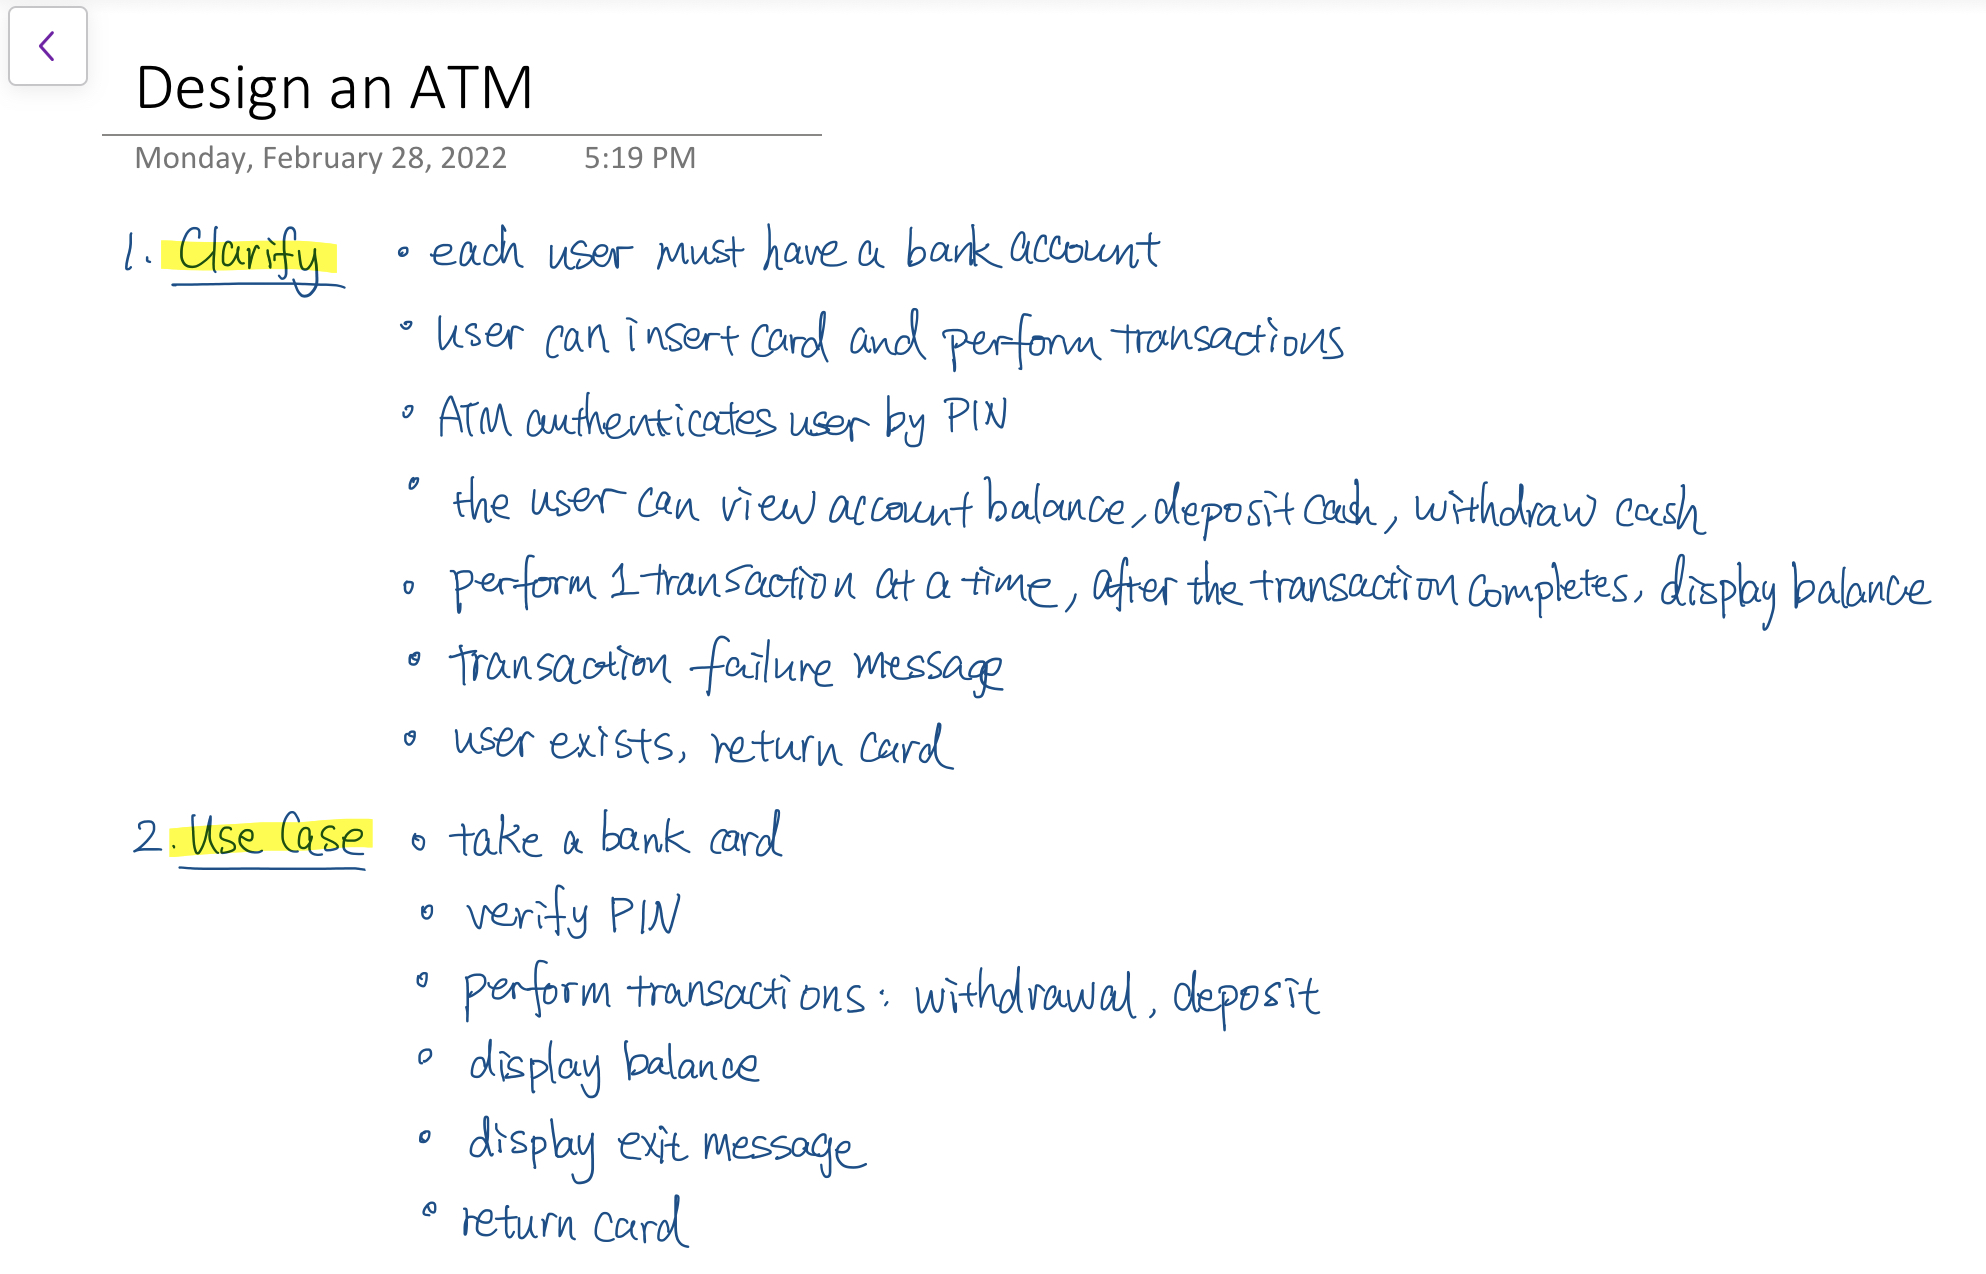 Design an ATM
Monday, February 28, 2022 5:19 PM
1. Clarify • each user must have a bank account
• user can insert card and perform transactions
• ATM authenticates user by PIN
• the user can view account balance, deposit cash, withdraw cash
• perform 1 transaction at a time, after the transaction completes, display balance
• transaction failure message
• user exists, return card
2. Use Case • take a bank card
• verify PIN
• perform transactions: withdrawal, deposit
• display balance
• display exit message
• return card